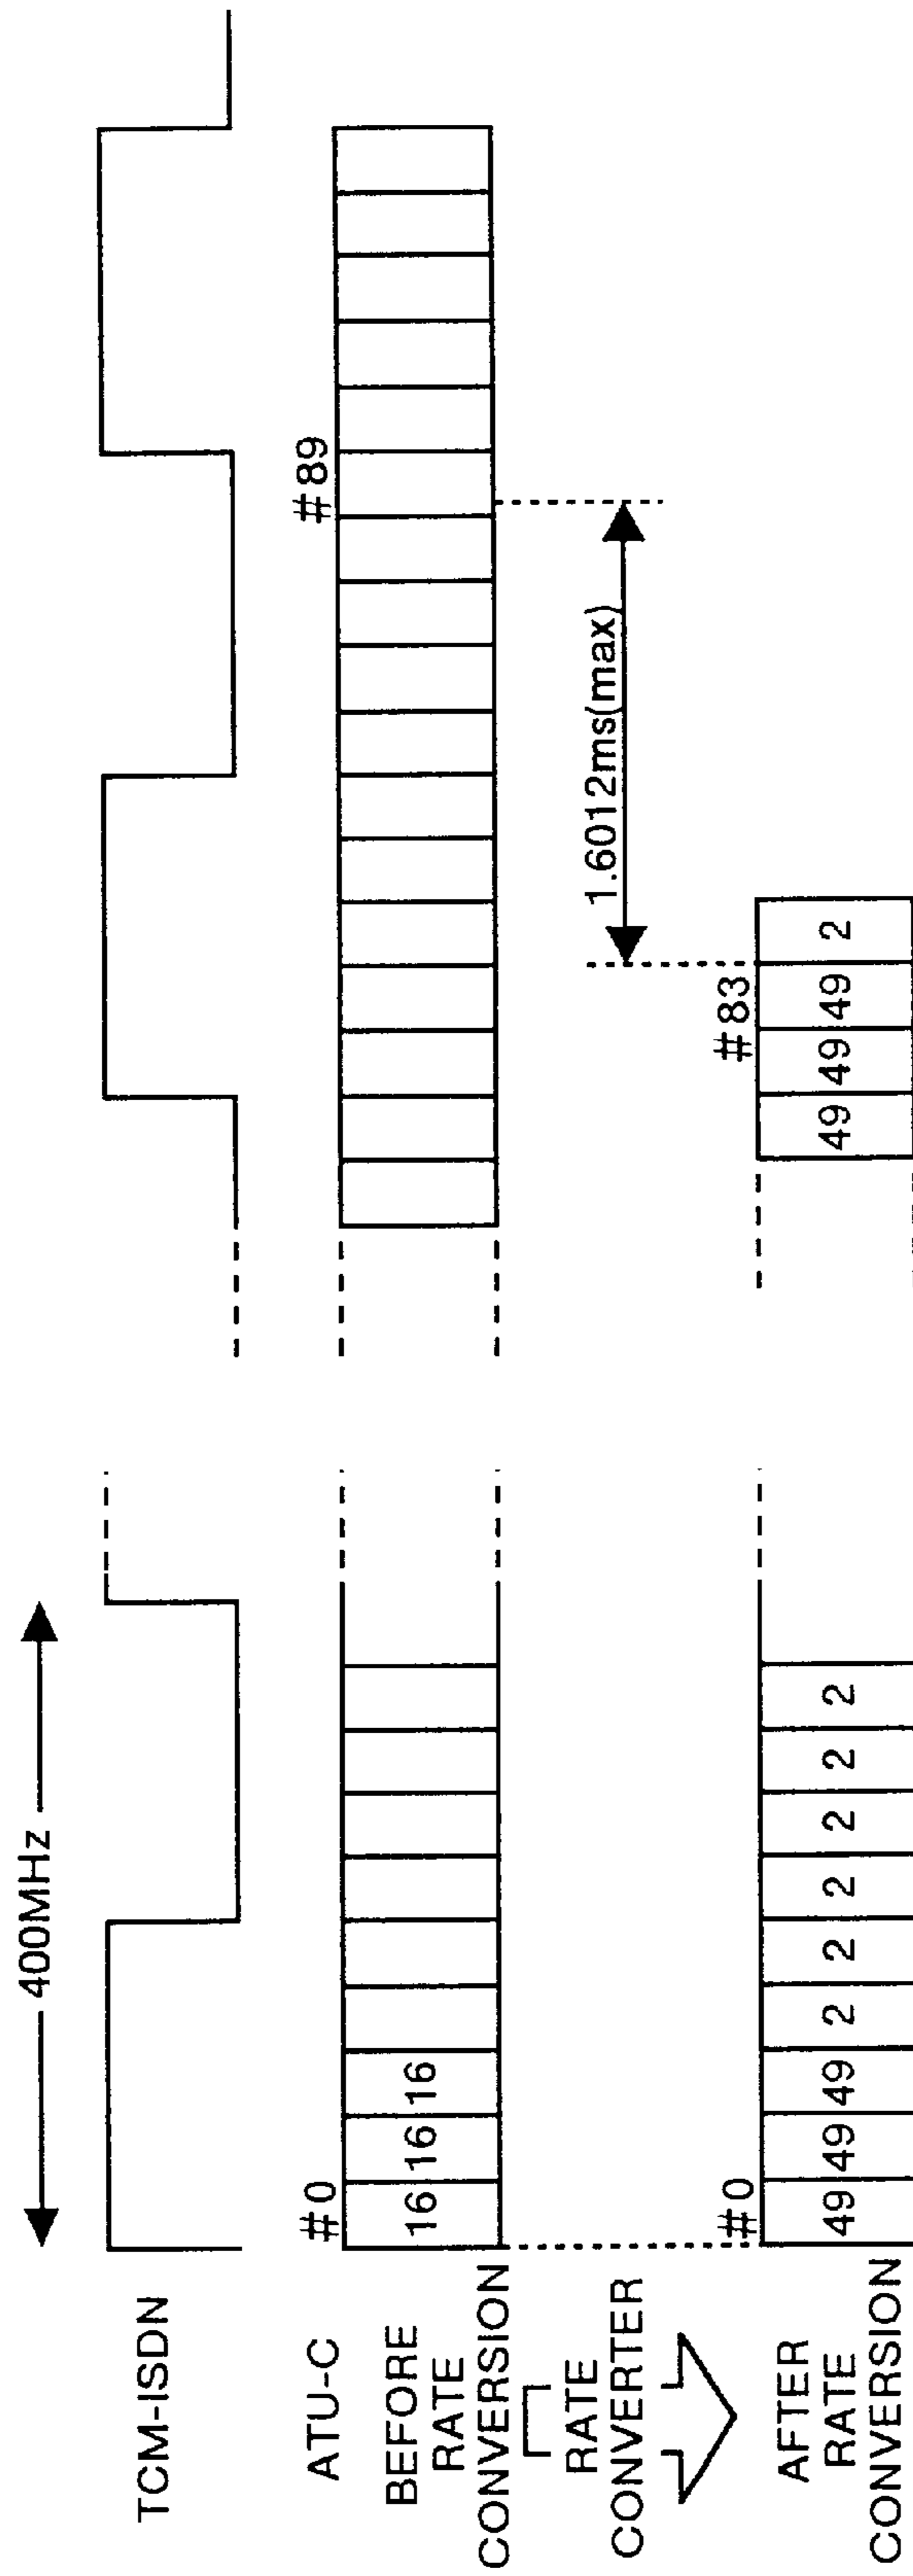 400MHz
TCM-ISDN
ATU-C
#0
#89
BEFORE
RATE
CONVERSION
16 16 16
RATE
CONVERTER
1.6012ms(max)
#0
#83
AFTER
RATE
CONVERSION
49 49 49 2 2 2 2 2 2
49 49 49 2